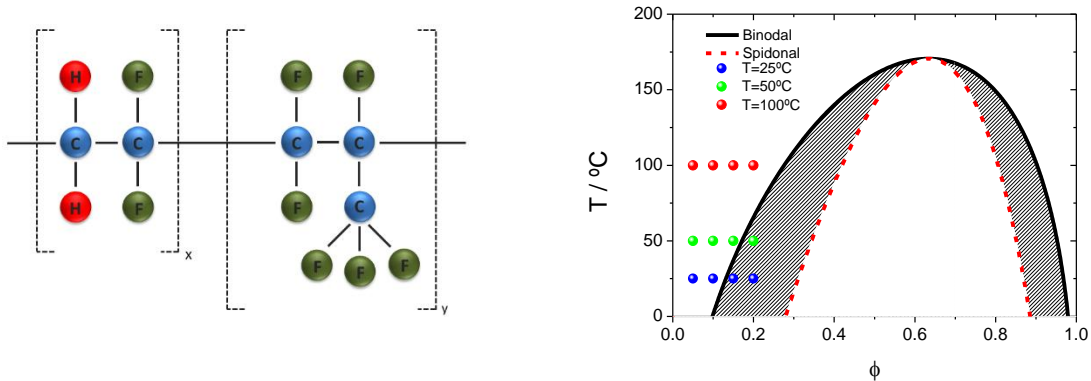 H F
C C
H F
x
F F
C C
F C
F F F
y
Binodal
Spidonal
T=25ºC
T=50ºC
T=100ºC
T / ºC
200
150
100
50
0
0.0 0.2 0.4 0.6 0.8 1.0
ϕ